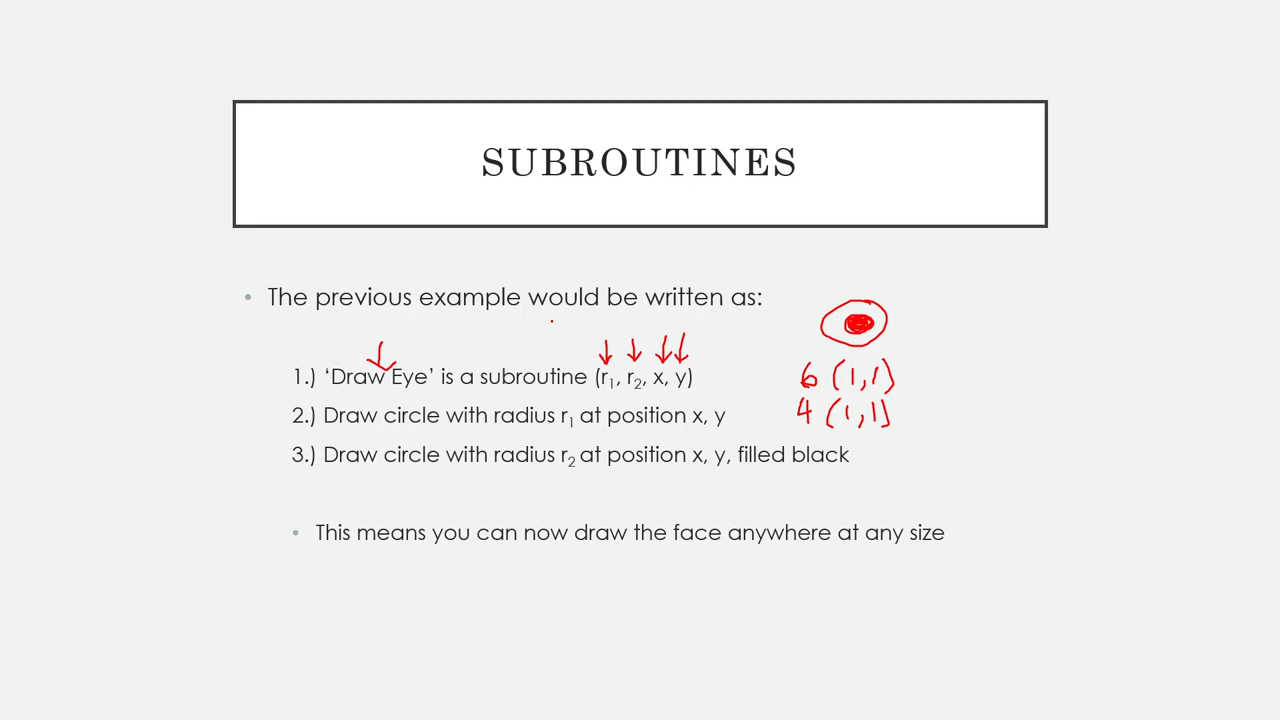 SUBROUTINES
• The previous example would be written as:
1.) ‘Draw Eye’ is a subroutine (r₁, r₂, x, y)
6 (1,1)
2.) Draw circle with radius r₁ at position x, y
4 (1,1)
3.) Draw circle with radius r₂ at position x, y, filled black
• This means you can now draw the face anywhere at any size